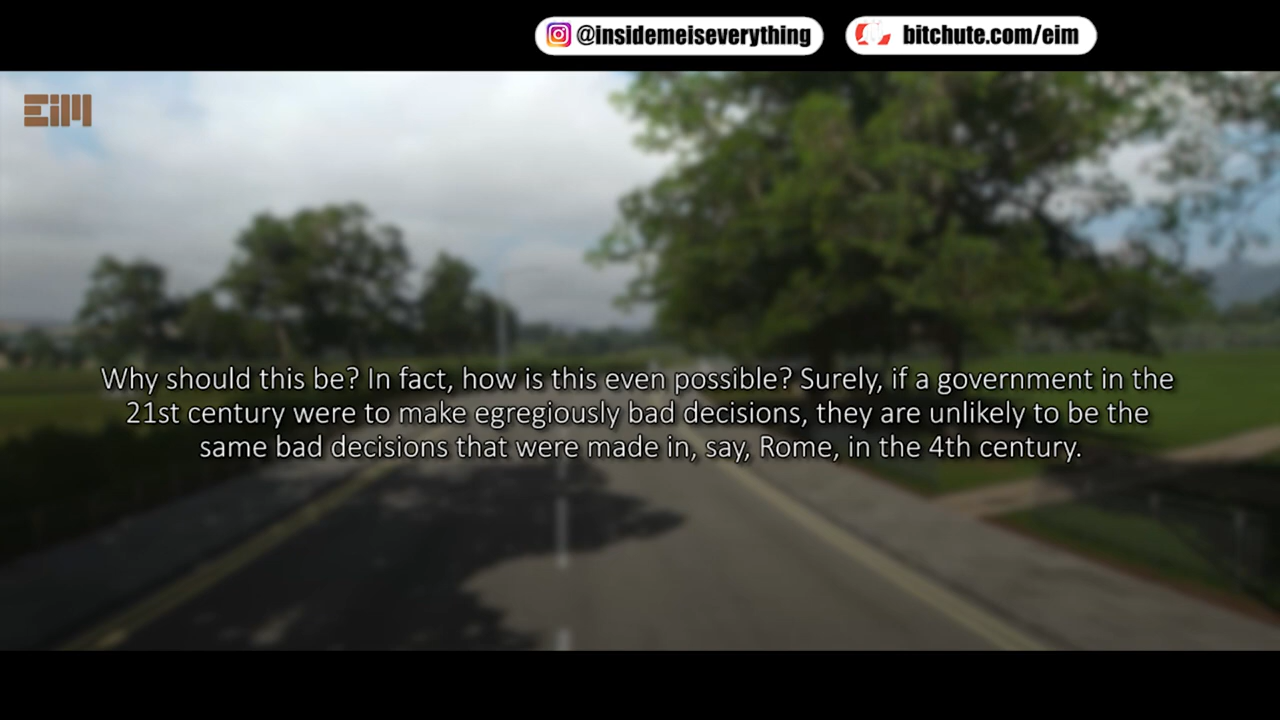 @insidemeiseverything
bitchute.com/eim
EiM
Why should this be? In fact, how is this even possible? Surely, if a government in the
21st century were to make egregiously bad decisions, they are unlikely to be the
same bad decisions that were made in, say, Rome, in the 4th century.